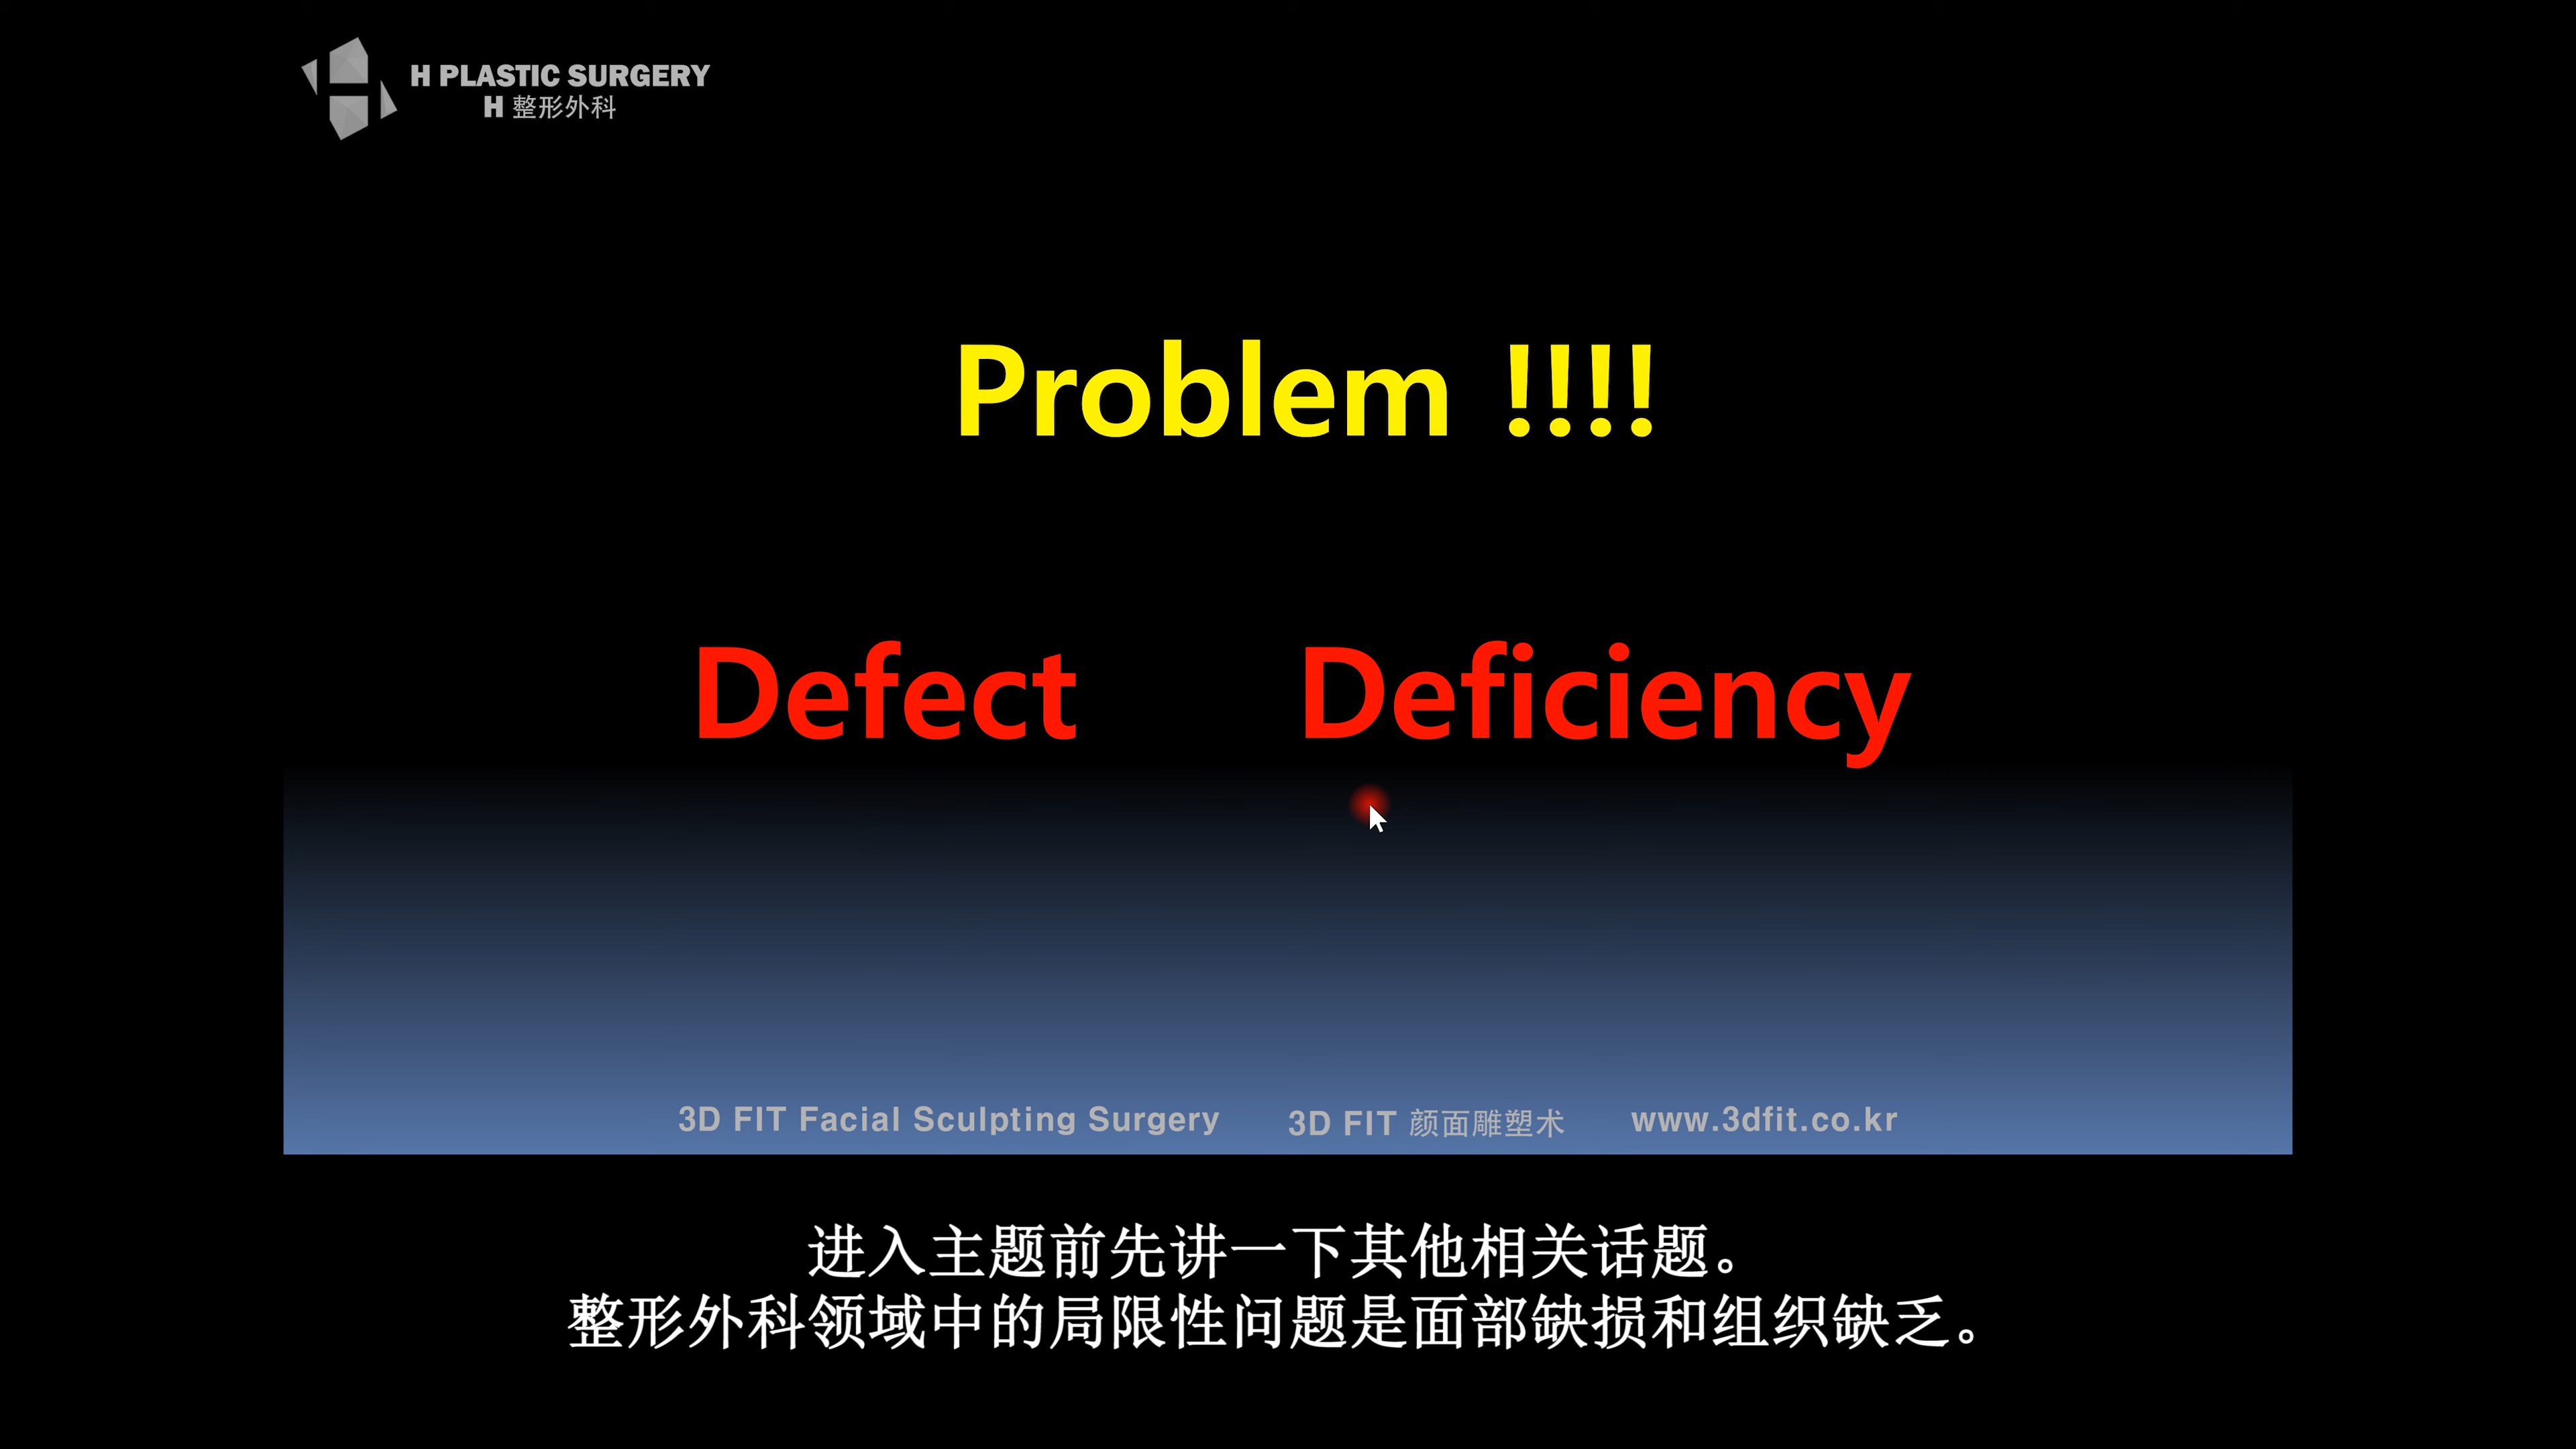 H PLASTIC SURGERY
H 整形外科
Problem !!!!
Defect Deficiency
3D FIT Facial Sculpting Surgery 3D FIT 颜面雕塑术 www.3dfit.co.kr
进入主题前先讲一下其他相关话题。
整形外科领域中的局限性问题是面部缺损和组织缺乏。